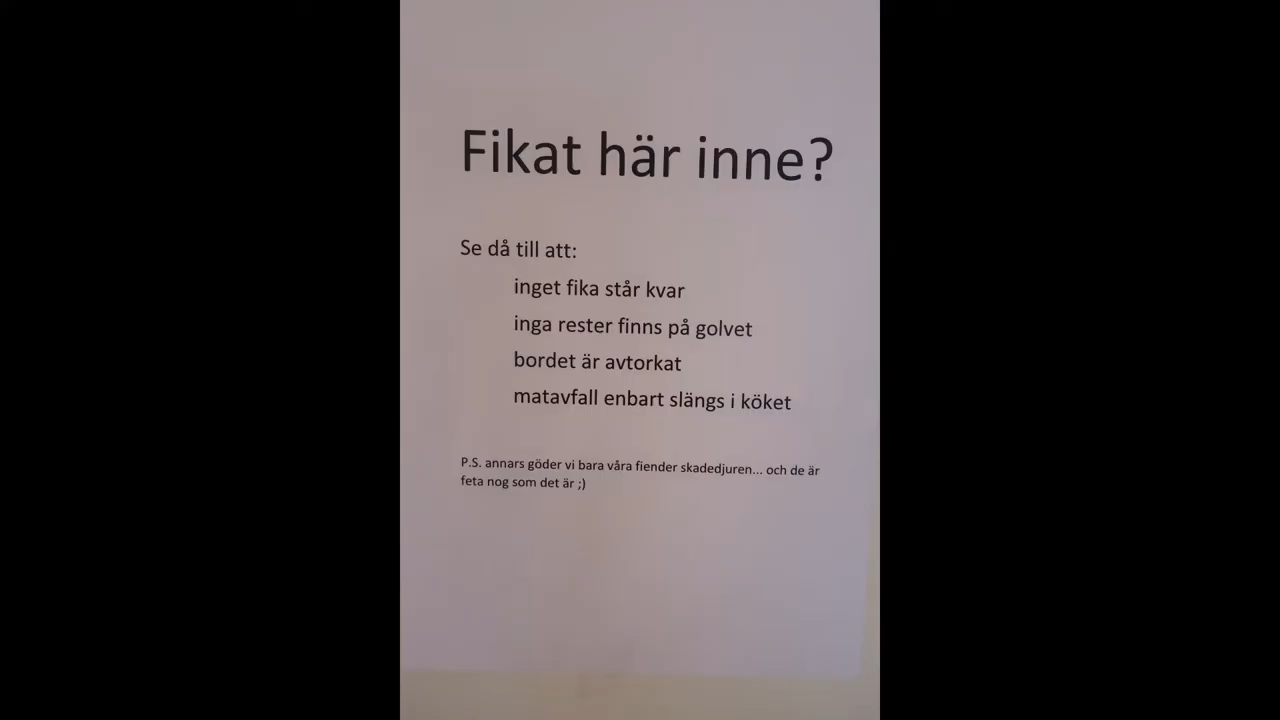 Fikat här inne?
Se då till att:
inget fika står kvar
inga rester finns på golvet
bordet är avtorkat
matavfall enbart slängs i köket
P.S. annars göder vi bara våra fiender skadedjuren... och de är
feta nog som det är ;)